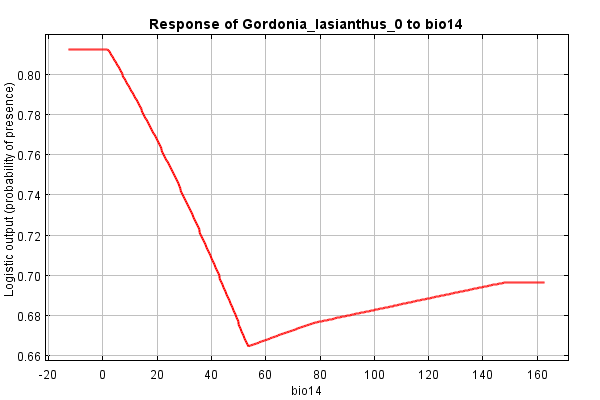 Response of Gordonia_lasianthus_0 to bio14
Logistic output (probability of presence)
0.80
0.78
0.76
0.74
0.72
0.70
0.68
0.66
-20 0 20 40 60 80 100 120 140 160
bio14